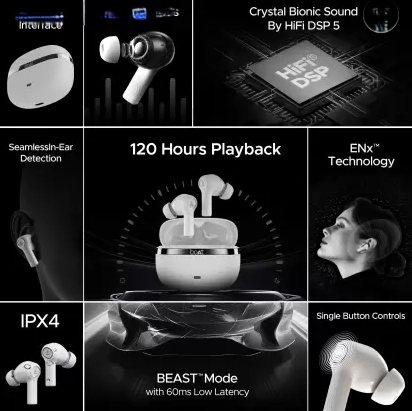 Interface
Crystal Bionic Sound
By HiFi DSP 5
HiFi
DSP
SeamlessIn-Ear
Detection
120 Hours Playback
ENx™
Technology
boAt
IPX4
BEAST™Mode
with 60ms Low Latency
Single Button Controls